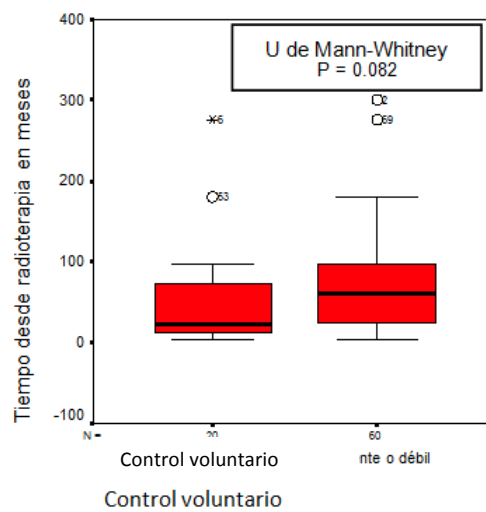 U de Mann-Whitney
P = 0.082
Tiempo desde radioterapia en meses
400
300
200
100
0
-100
6
53
2
69
N =
20
60
Control voluntario
nte o débil
Control voluntario